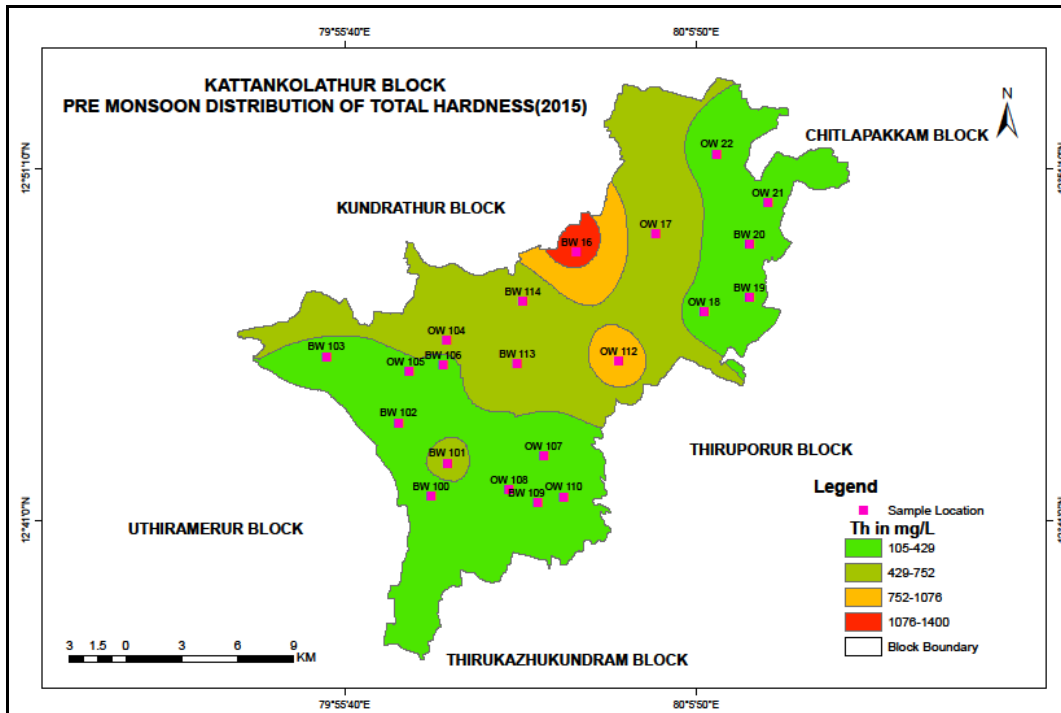 79°55'40"E
80°5'50"E
KATTANKOLATHUR BLOCK
PRE MONSOON DISTRIBUTION OF TOTAL HARDNESS(2015)
N
CHITLAPAKKAM BLOCK
12°51'0"N
OW 22
OW 21
KUNDRATHUR BLOCK
OW 17
BW 16
BW 20
BW 114
BW 19
OW 18
OW 104
BW 103
OW 105
BW 106
BW 113
OW 112
BW 102
OW 107
THIRUPORUR BLOCK
BW 101
BW 100
OW 108
BW 109
OW 110
Legend
Sample Location
Th in mg/L
105-429
429-752
752-1076
1076-1400
Block Boundary
12°41'0"N
UTHIRAMERUR BLOCK
3 1.5 0 3 6 9
KM
THIRUKAZHUKUNDRAM BLOCK
79°55'40"E
80°5'50"E